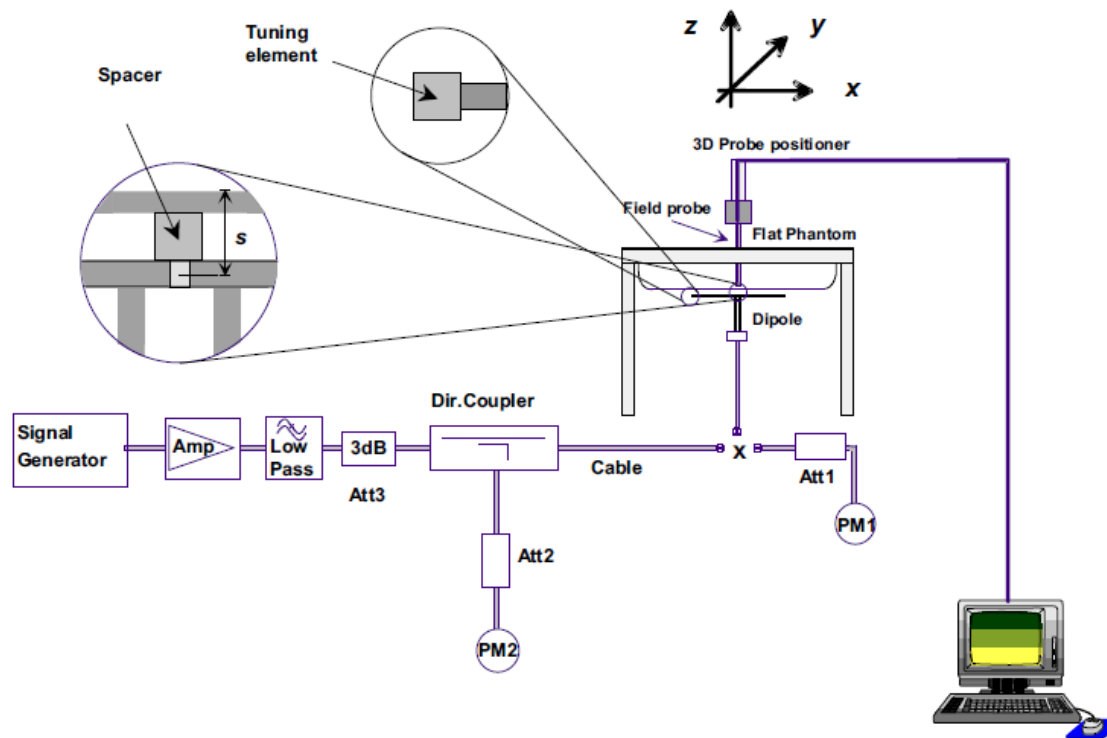 Tuning
element
Spacer
s
z
y
x
3D Probe positioner
Field probe
Flat Phantom
Dipole
Dir.Coupler
Signal
Generator
Amp
Low
Pass
3dB
Att3
Cable
X
Att1
PM1
Att2
PM2